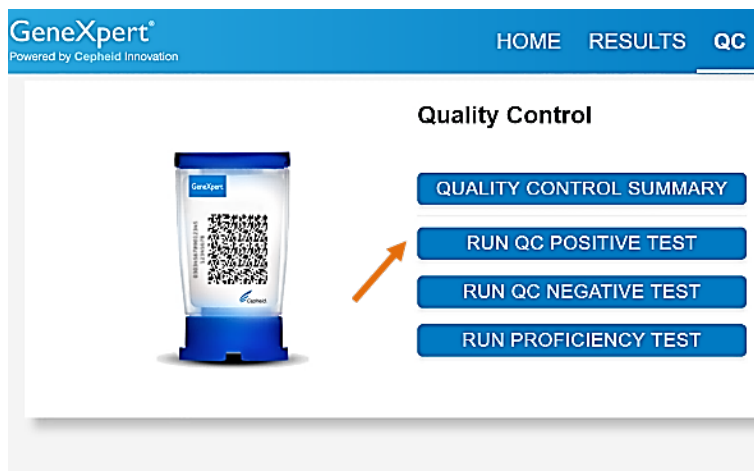 GeneXpert®
Powered by Cepheid Innovation
HOME RESULTS QC
Quality Control
QUALITY CONTROL SUMMARY
RUN QC POSITIVE TEST
RUN QC NEGATIVE TEST
RUN PROFICIENCY TEST
GeneXpert
Cepheid